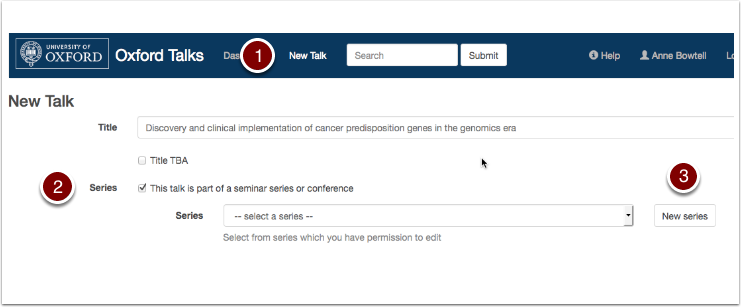 UNIVERSITY OF
OXFORD
Oxford Talks
Das
1
New Talk
Search
Submit
Help
Anne Bowtell
Lo
New Talk
Title
Discovery and clinical implementation of cancer predisposition genes in the genomics era
Title TBA
2
Series
This talk is part of a seminar series or conference
3
Series
-- select a series --
New series
Select from series which you have permission to edit